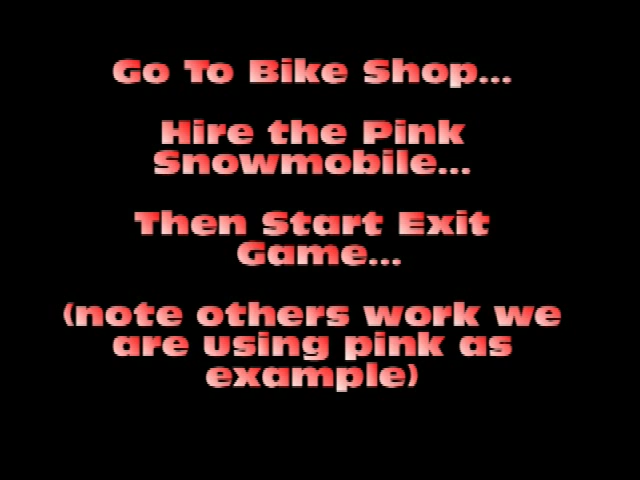 Go To Bike Shop...
Hire the Pink
Snowmobile...
Then Start Exit
Game...
(note others work we
are using pink as
example)